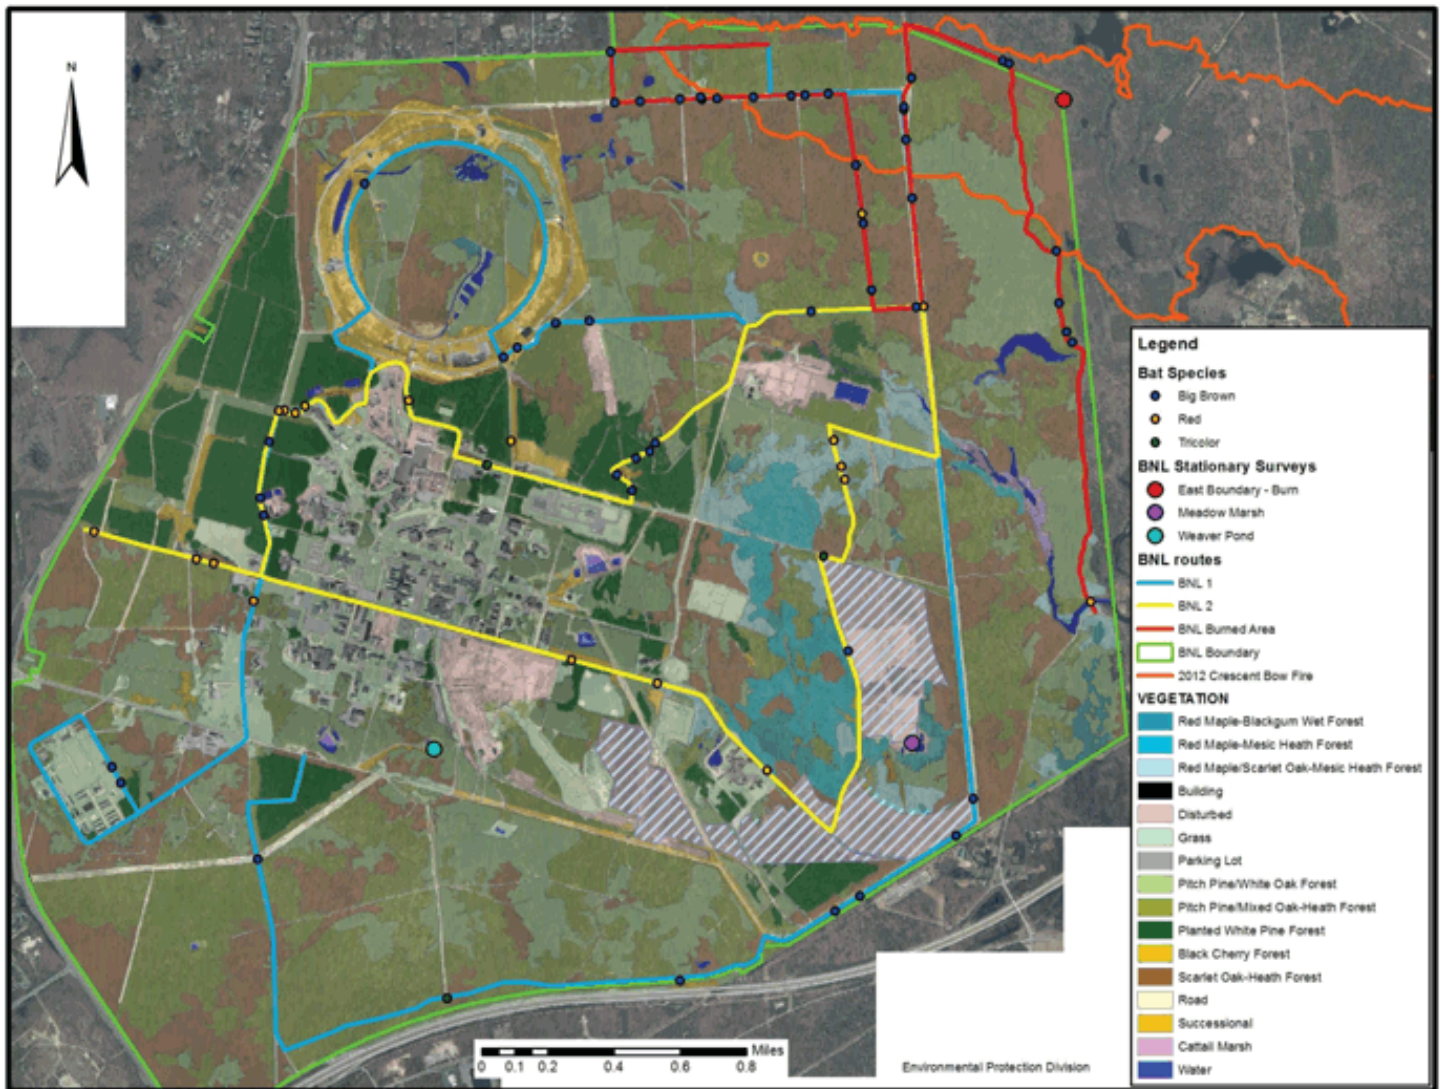 N
Legend
Bat Species
Big Brown
Red
Tricolor
BNL Stationary Surveys
East Boundary - Burn
Meadow Marsh
Weaver Pond
BNL routes
BNL 1
BNL 2
BNL Burned Area
BNL Boundary
2012 Crescent Bow Fire
VEGETATION
Red Maple-Blackgum Wet Forest
Red Maple-Mesic Heath Forest
Red Maple/Scarlet Oak-Mesic Heath Forest
Building
Disturbed
Grass
Parking Lot
Pitch Pine/White Oak Forest
Pitch Pine/Mixed Oak-Heath Forest
Planted White Pine Forest
Black Cherry Forest
Scarlet Oak-Heath Forest
Road
Successional
Cattail Marsh
Water
Miles
0 0.1 0.2 0.4 0.6 0.8
Environmental Protection Division